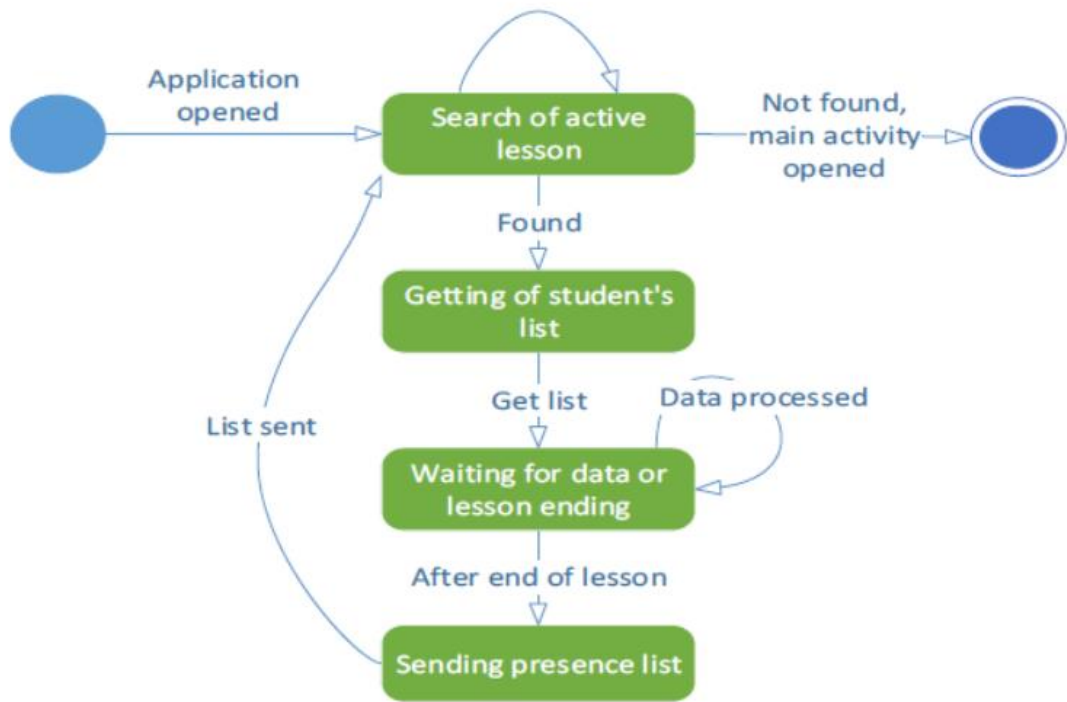 Application
opened
Search of active
lesson
Not found,
main activity
opened
Found
Getting of student's
list
Get list
Data processed
List sent
Waiting for data or
lesson ending
After end of lesson
Sending presence list